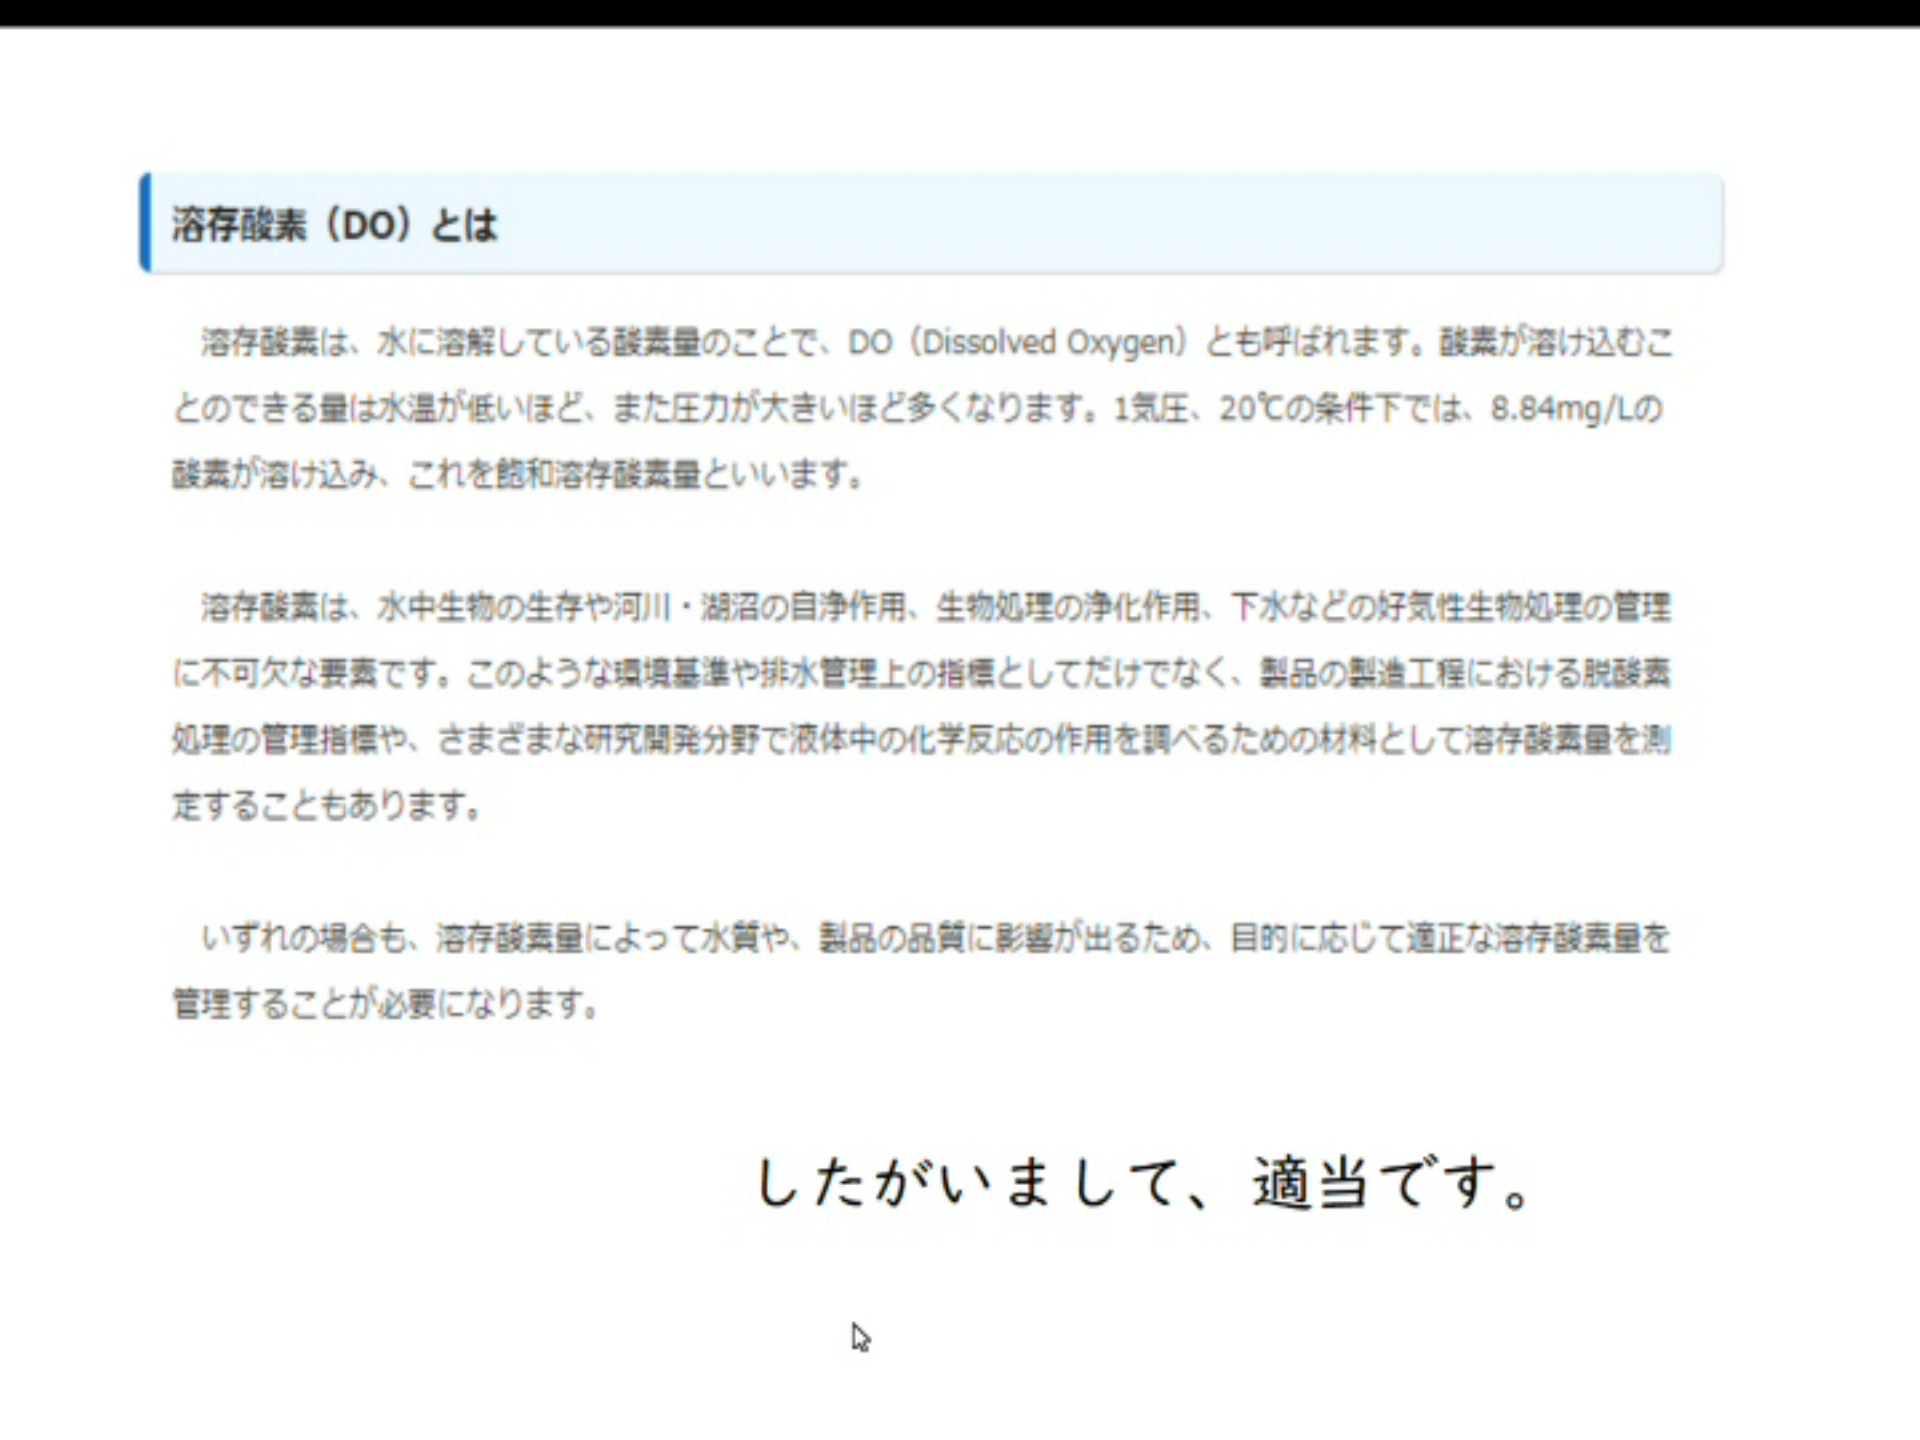 溶存酸素（DO）とは
溶存酸素は、水に溶解している酸素量のことで、DO（Dissolved Oxygen）とも呼ばれます。酸素が溶け込むこ
とのできる量は水温が低いほど、また圧力が大きいほど多くなります。1気圧、20℃の条件下では、8.84mg/Lの
酸素が溶け込み、これを飽和溶存酸素量といいます。
溶存酸素は、水中生物の生存や河川・湖沼の自浄作用、生物処理の浄化作用、下水などの好気性生物処理の管理
に不可欠な要素です。このような環境基準や排水管理上の指標としてだけでなく、製品の製造工程における脱酸素
処理の管理指標や、さまざまな研究開発分野で液体中の化学反応の作用を調べるための材料として溶存酸素量を測
定することもあります。
いずれの場合も、溶存酸素量によって水質や、製品の品質に影響が出るため、目的に応じて適正な溶存酸素量を
管理することが必要になります。
したがいまして、適当です。